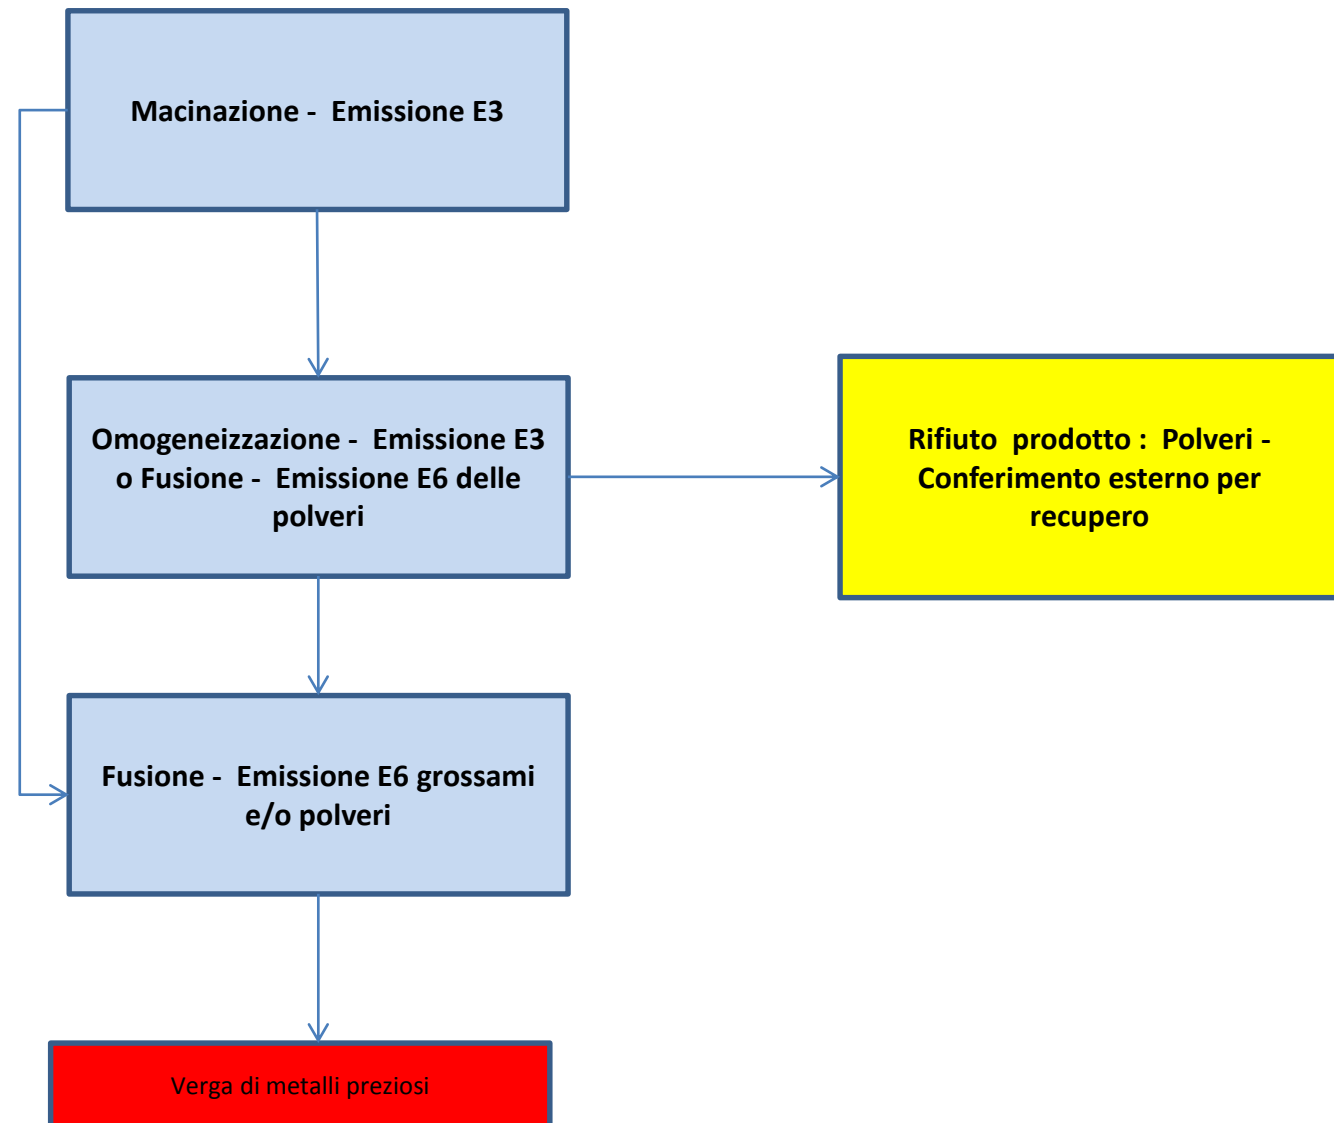 Macinazione - Emissione E3
Omogeneizzazione - Emissione E3
o Fusione - Emissione E6 delle
polveri
Rifiuto prodotto : Polveri -
Conferimento esterno per
recupero
Fusione - Emissione E6 grossami
e/o polveri
Verga di metalli preziosi